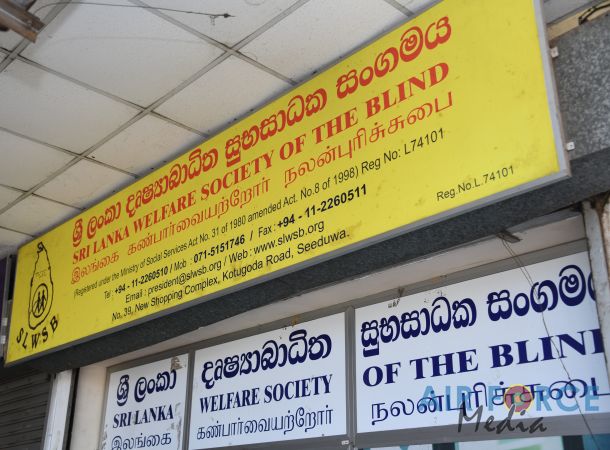 ශ්‍රී ලංකා දෘෂ්‍යාබාධිත සුභසාධක සංගමය
SRI LANKA WELFARE SOCIETY OF THE BLIND
இலங்கை கண்பார்வையற்றோர் நலன்புரிச்சபை
(Registered under the Ministry of Social Services Act No. 31 of 1980 amended Act. No.8 of 1998) Reg No: L74101
Tel : +94 - 11-2260510 / Mob : 071-5151746 / Fax : +94 - 11-2260511
Reg.No.L.74101
Email : president@slwsb.org / Web : www.slwsb.org
No. 39, New Shopping Complex, Kotugoda Road, Seeduwa.
SLWSB
ශ්‍රී ලංකා
SRI LANKA
இலங்கை
දෘෂ්‍යාබාධිත
WELFARE SOCIETY
கண்பார்வையற்றோர்
සුභසාධක සංගමය
OF THE BLIND
நலன்புரிச்சபை
AIR FORCE
Media